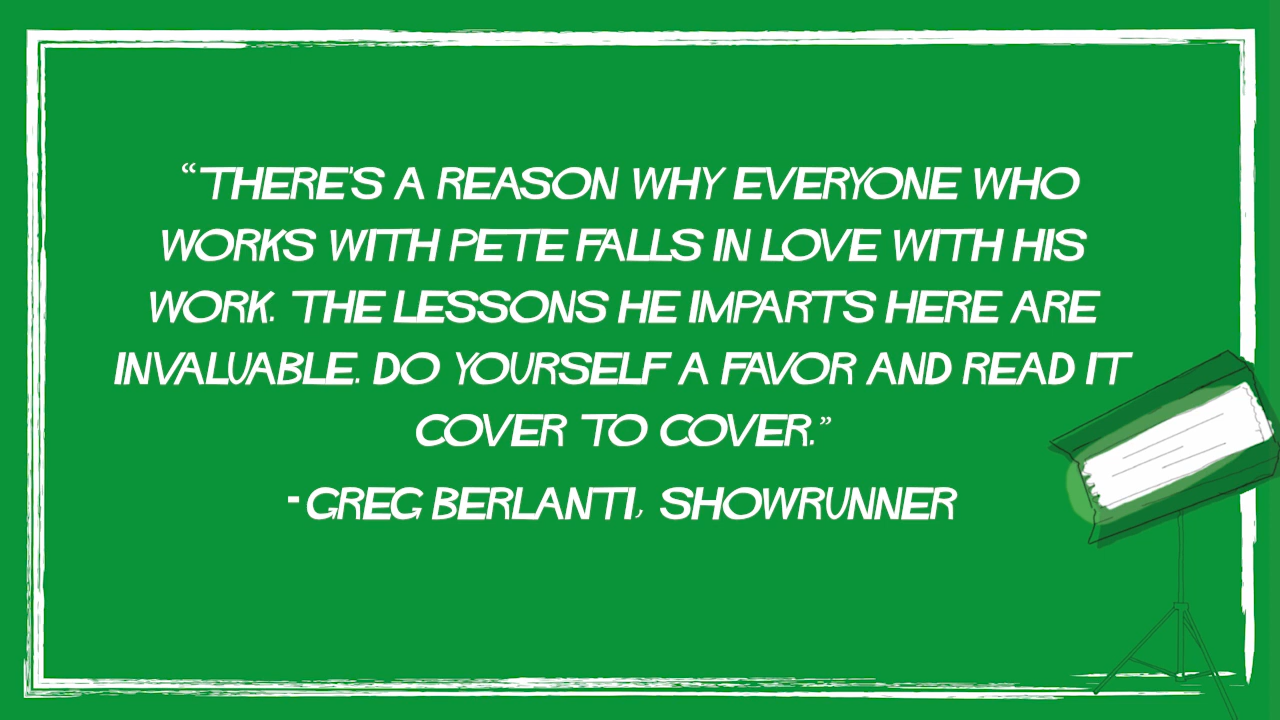 “THERE'S A REASON WHY EVERYONE WHO
WORKS WITH PETE FALLS IN LOVE WITH HIS
WORK. THE LESSONS HE IMPARTS HERE ARE
INVALUABLE. DO YOURSELF A FAVOR AND READ IT
COVER TO COVER.”
- GREG BERLANTI, SHOWRUNNER